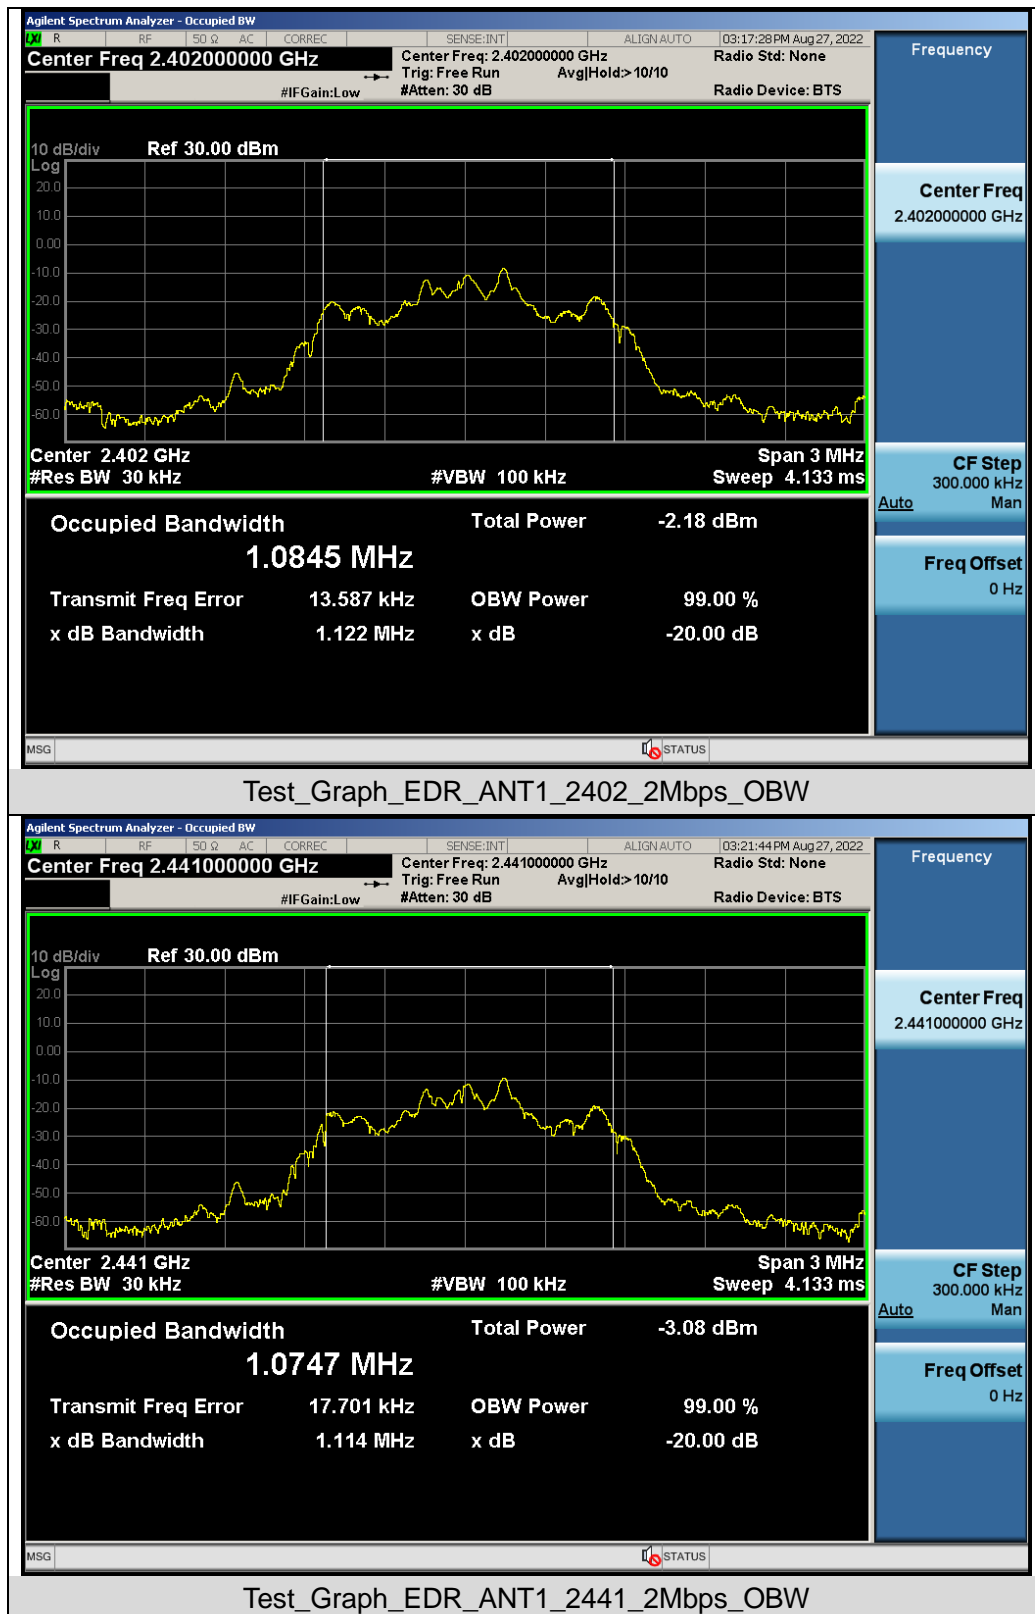 Agilent Spectrum Analyzer - Occupied BW
LXI R RF 50 Ω AC CORREC SENSE:INT ALIGN AUTO 03:17:28 PM Aug 27, 2022
Center Freq 2.402000000 GHz
Center Freq: 2.402000000 GHz Radio Std: None
Trig: Free Run Avg|Hold:> 10/10
#IFGain:Low #Atten: 30 dB Radio Device: BTS
Frequency
10 dB/div Ref 30.00 dBm
Log
20.0
10.0
0.00
-10.0
-20.0
-30.0
-40.0
-50.0
-60.0
Center 2.402 GHz Span 3 MHz
#Res BW 30 kHz #VBW 100 kHz Sweep 4.133 ms
Center Freq
2.402000000 GHz
CF Step
300.000 kHz
Auto Man
Freq Offset
0 Hz
Occupied Bandwidth Total Power -2.18 dBm
1.0845 MHz
Transmit Freq Error 13.587 kHz OBW Power 99.00 %
x dB Bandwidth 1.122 MHz x dB -20.00 dB
MSG STATUS
Test_Graph_EDR_ANT1_2402_2Mbps_OBW
Agilent Spectrum Analyzer - Occupied BW
LXI R RF 50 Ω AC CORREC SENSE:INT ALIGN AUTO 03:21:44 PM Aug 27, 2022
Center Freq 2.441000000 GHz
Center Freq: 2.441000000 GHz Radio Std: None
Trig: Free Run Avg|Hold:> 10/10
#IFGain:Low #Atten: 30 dB Radio Device: BTS
Frequency
10 dB/div Ref 30.00 dBm
Log
20.0
10.0
0.00
-10.0
-20.0
-30.0
-40.0
-50.0
-60.0
Center 2.441 GHz Span 3 MHz
#Res BW 30 kHz #VBW 100 kHz Sweep 4.133 ms
Center Freq
2.441000000 GHz
CF Step
300.000 kHz
Auto Man
Freq Offset
0 Hz
Occupied Bandwidth Total Power -3.08 dBm
1.0747 MHz
Transmit Freq Error 17.701 kHz OBW Power 99.00 %
x dB Bandwidth 1.114 MHz x dB -20.00 dB
MSG STATUS
Test_Graph_EDR_ANT1_2441_2Mbps_OBW